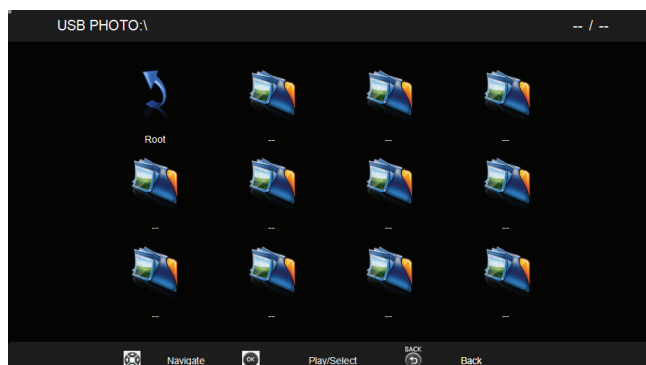 USB PHOTO:\ -- / --
Root -- -- --
-- -- -- --
-- -- -- --
BACK
OK
Navigate Play/Select Back